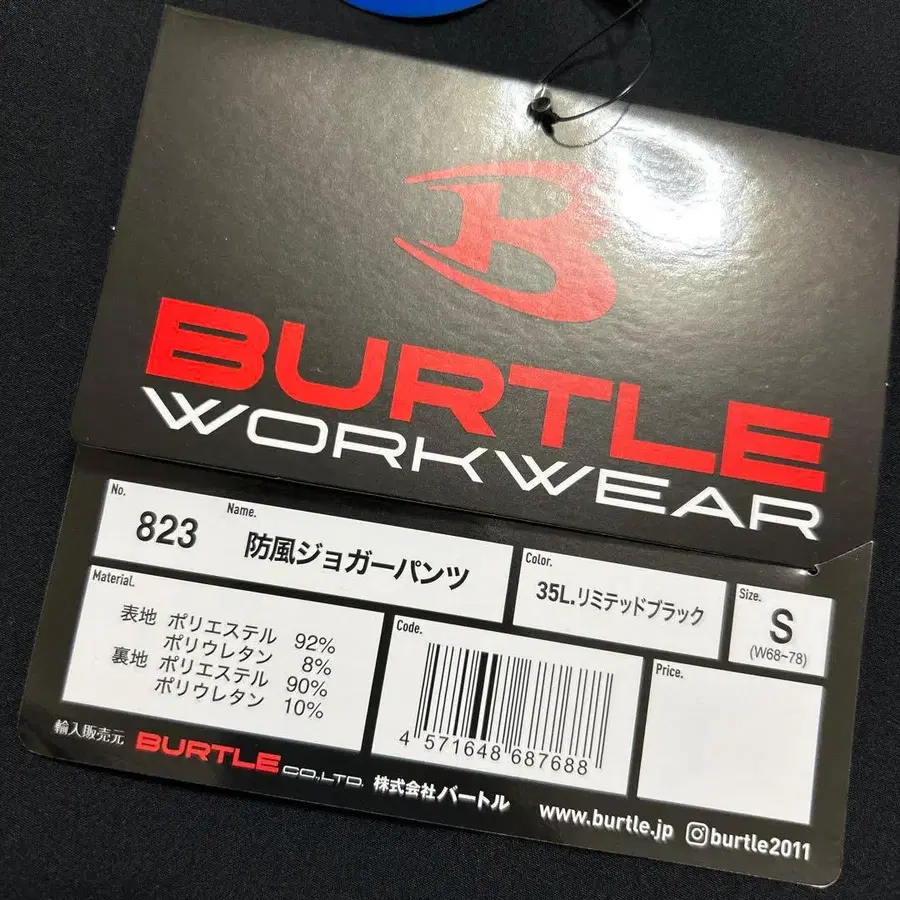 B
BURTLE
WORKWEAR
No.
823
Name.
防風ジョガーパンツ
Color.
35L.リミテッドブラック
Size.
S
(W68~78)
Material.
表地 ポリエステル 92%
ポリウレタン 8%
裏地 ポリエステル 90%
ポリウレタン 10%
Code.
4 571648 687688
Price.
輸入販売元 BURTLE CO.,LTD. 株式会社バートル
www.burtle.jp burtle2011